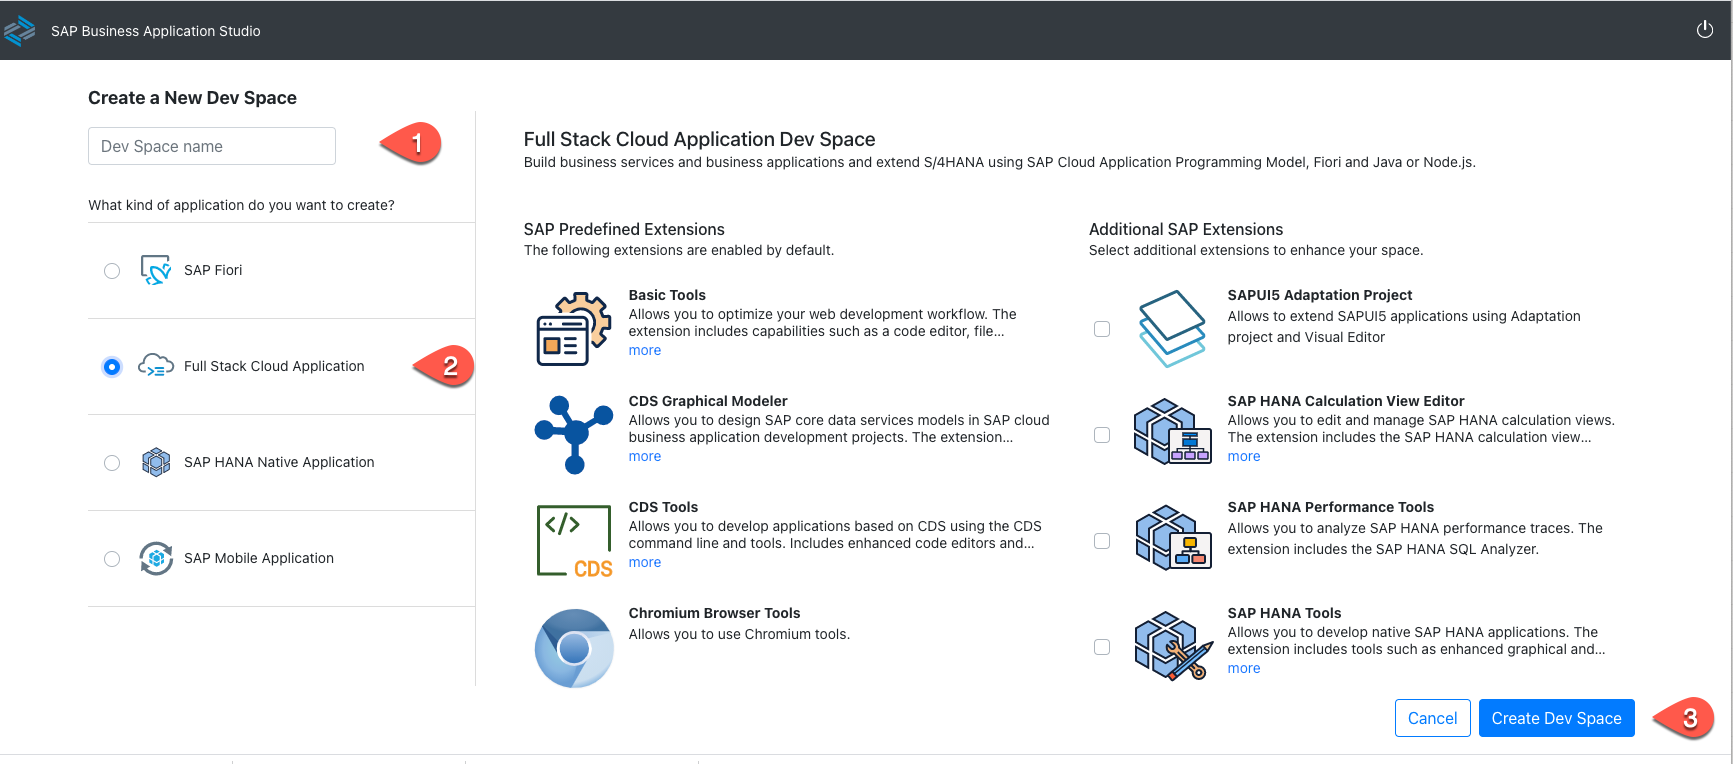 SAP Business Application Studio
Create a New Dev Space
Dev Space name
1
What kind of application do you want to create?
SAP Fiori
Full Stack Cloud Application
2
SAP HANA Native Application
SAP Mobile Application
Full Stack Cloud Application Dev Space
Build business services and business applications and extend S/4HANA using SAP Cloud Application Programming Model, Fiori and Java or Node.js.
SAP Predefined Extensions
The following extensions are enabled by default.
Basic Tools
Allows you to optimize your web development workflow. The
extension includes capabilities such as a code editor, file...
more
CDS Graphical Modeler
Allows you to design SAP core data services models in SAP cloud
business application development projects. The extension...
more
</>
CDS
CDS Tools
Allows you to develop applications based on CDS using the CDS
command line and tools. Includes enhanced code editors and...
more
Chromium Browser Tools
Allows you to use Chromium tools.
Additional SAP Extensions
Select additional extensions to enhance your space.
SAPUI5 Adaptation Project
Allows to extend SAPUI5 applications using Adaptation
project and Visual Editor
SAP HANA Calculation View Editor
Allows you to edit and manage SAP HANA calculation views.
The extension includes the SAP HANA calculation view...
more
SAP HANA Performance Tools
Allows you to analyze SAP HANA performance traces. The
extension includes the SAP HANA SQL Analyzer.
SAP HANA Tools
Allows you to develop native SAP HANA applications. The
extension includes tools such as enhanced graphical and...
more
Cancel
Create Dev Space
3